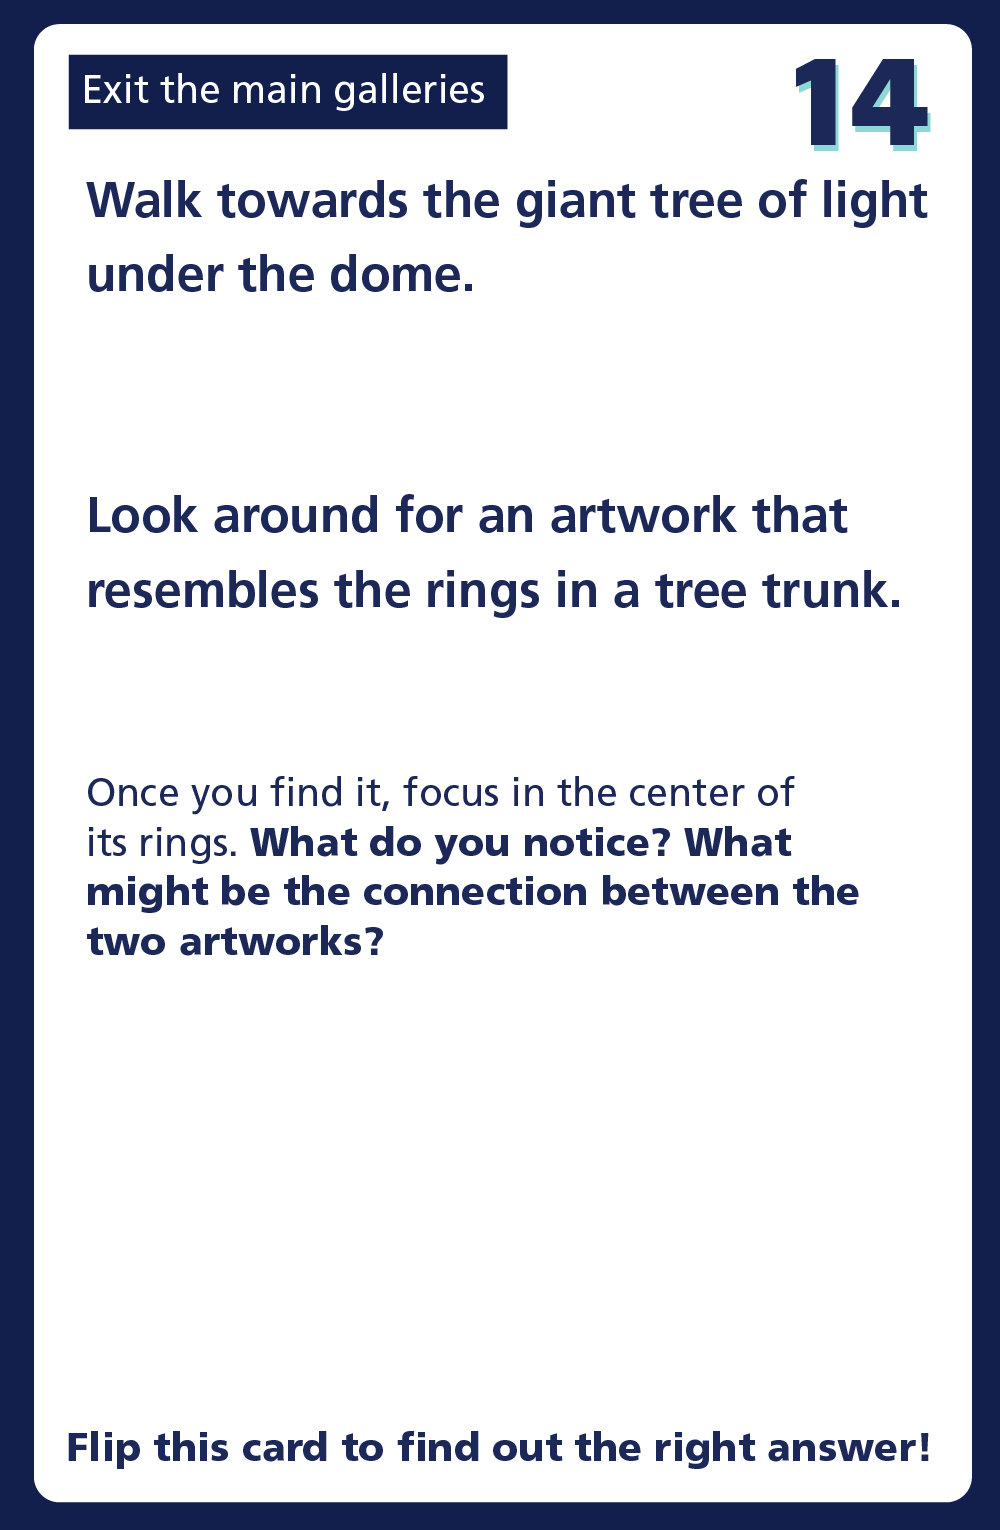 Exit the main galleries
14
Walk towards the giant tree of light
under the dome.
Look around for an artwork that
resembles the rings in a tree trunk.
Once you find it, focus in the center of
its rings. What do you notice? What
might be the connection between the
two artworks?
Flip this card to find out the right answer!